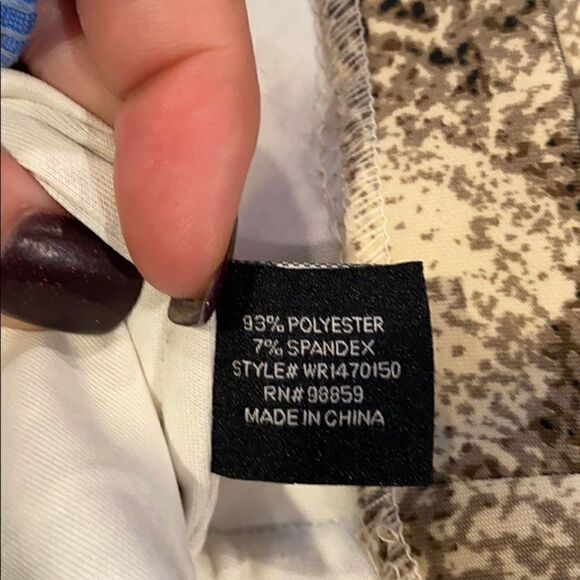 93% POLYESTER
7% SPANDEX
STYLE# WR1470150
RN# 98859
MADE IN CHINA